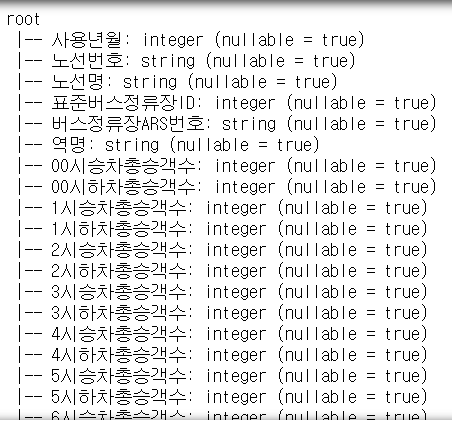 root
 |-- 사용년월: integer (nullable = true)
 |-- 노선번호: string (nullable = true)
 |-- 노선명: string (nullable = true)
 |-- 표준버스정류장ID: integer (nullable = true)
 |-- 버스정류장ARS번호: string (nullable = true)
 |-- 역명: string (nullable = true)
 |-- 00시승차총승객수: integer (nullable = true)
 |-- 00시하차총승객수: integer (nullable = true)
 |-- 1시승차총승객수: integer (nullable = true)
 |-- 1시하차총승객수: integer (nullable = true)
 |-- 2시승차총승객수: integer (nullable = true)
 |-- 2시하차총승객수: integer (nullable = true)
 |-- 3시승차총승객수: integer (nullable = true)
 |-- 3시하차총승객수: integer (nullable = true)
 |-- 4시승차총승객수: integer (nullable = true)
 |-- 4시하차총승객수: integer (nullable = true)
 |-- 5시승차총승객수: integer (nullable = true)
 |-- 5시하차총승객수: integer (nullable = true)
 |-- 6시승차총승객수: integer (nullable = true)